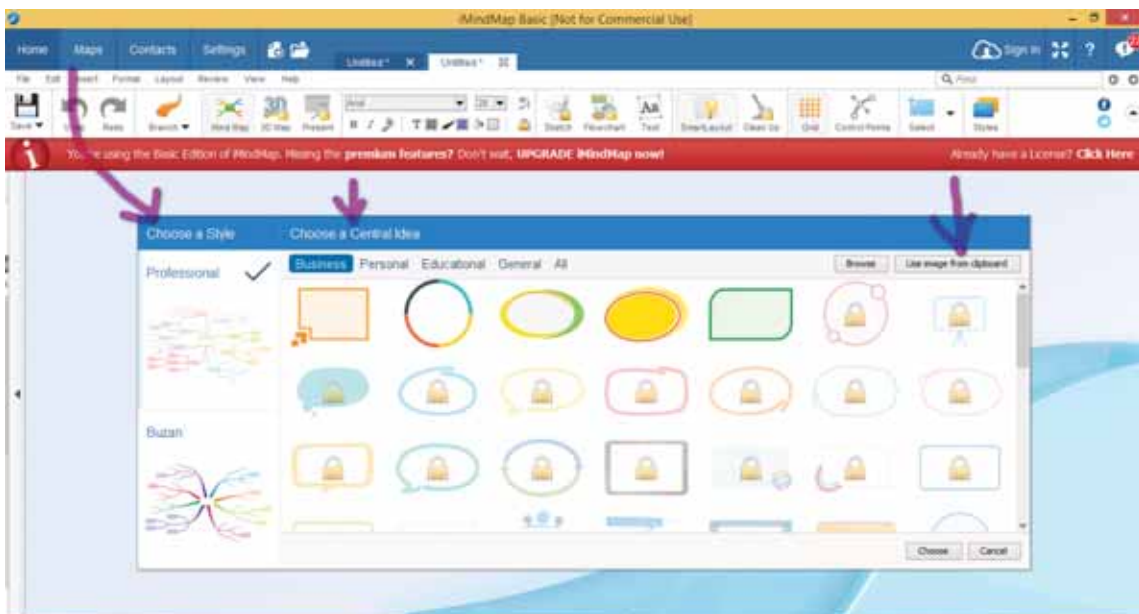 iMindMap Basic [Not for Commercial Use]
Home Maps Contacts Settings
Untitled* Untitled* Sign in ?
File Edit Insert Format Layout Review View Help Find
Save Undo Redo Branch Mind Map 3D Map Present Arial 28 B I Sketch Flowchart Text SmartLayout Clean Up Grid Control Points Select Styles
You're using the Basic Edition of iMindMap. Missing the premium features? Don't wait, UPGRADE iMindMap now! Already have a License? Click Here
Choose a Style Choose a Central Idea
Professional Business Personal Educational General All Browse Use image from clipboard
Buzan
Choose Cancel